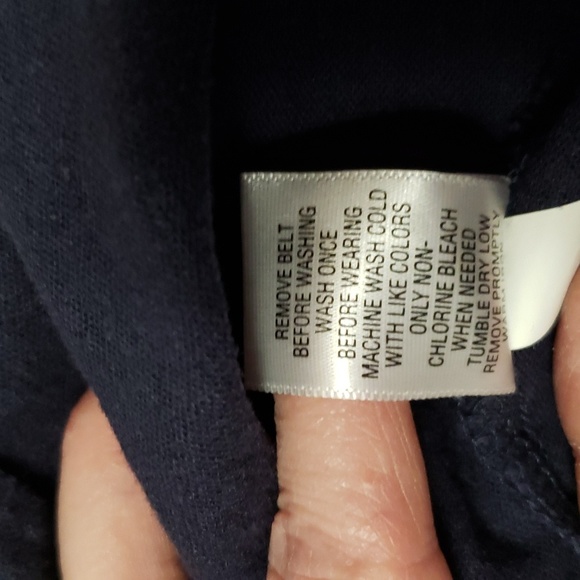 REMOVE BELT
BEFORE WASHING
WASH ONCE
BEFORE WEARING
MACHINE WASH COLD
WITH LIKE COLORS
ONLY NON-
CHLORINE BLEACH
WHEN NEEDED
TUMBLE DRY LOW
REMOVE PROMPTLY